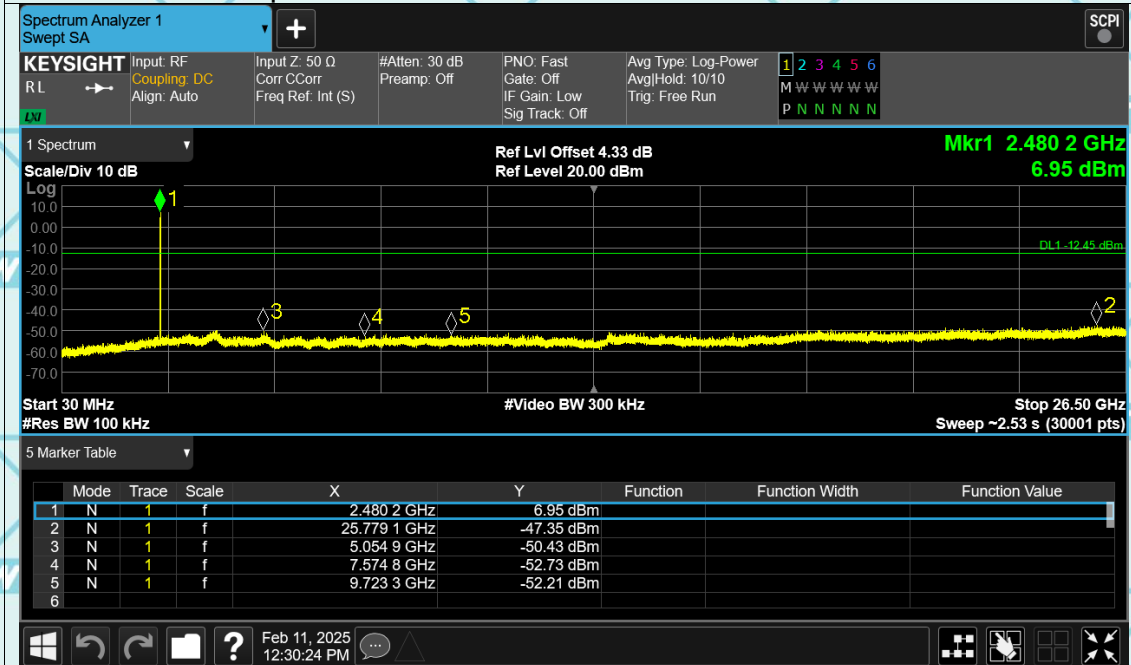 Spectrum Analyzer 1
Swept SA
+
SCPI
KEYSIGHT
RL
LXI
Input: RF
Coupling: DC
Align: Auto
Input Z: 50 Ω
Corr CCorr
Freq Ref: Int (S)
#Atten: 30 dB
Preamp: Off
PNO: Fast
Gate: Off
IF Gain: Low
Sig Track: Off
Avg Type: Log-Power
Avg|Hold: 10/10
Trig: Free Run
1 2 3 4 5 6
M W W W W W
P N N N N N
1 Spectrum
Scale/Div 10 dB
Ref Lvl Offset 4.33 dB
Ref Level 20.00 dBm
Mkr1 2.480 2 GHz
6.95 dBm
Log
10.0
0.00
-10.0
-20.0
-30.0
-40.0
-50.0
-60.0
-70.0
1
DL1 -12.45 dBm
3
4
5
2
Start 30 MHz
#Video BW 300 kHz
Stop 26.50 GHz
#Res BW 100 kHz
Sweep ~2.53 s (30001 pts)
5 Marker Table
Mode Trace Scale X Y Function Function Width Function Value
1 N 1 f 2.480 2 GHz 6.95 dBm
2 N 1 f 25.779 1 GHz -47.35 dBm
3 N 1 f 5.054 9 GHz -50.43 dBm
4 N 1 f 7.574 8 GHz -52.73 dBm
5 N 1 f 9.723 3 GHz -52.21 dBm
6
?
Feb 11, 2025
12:30:24 PM